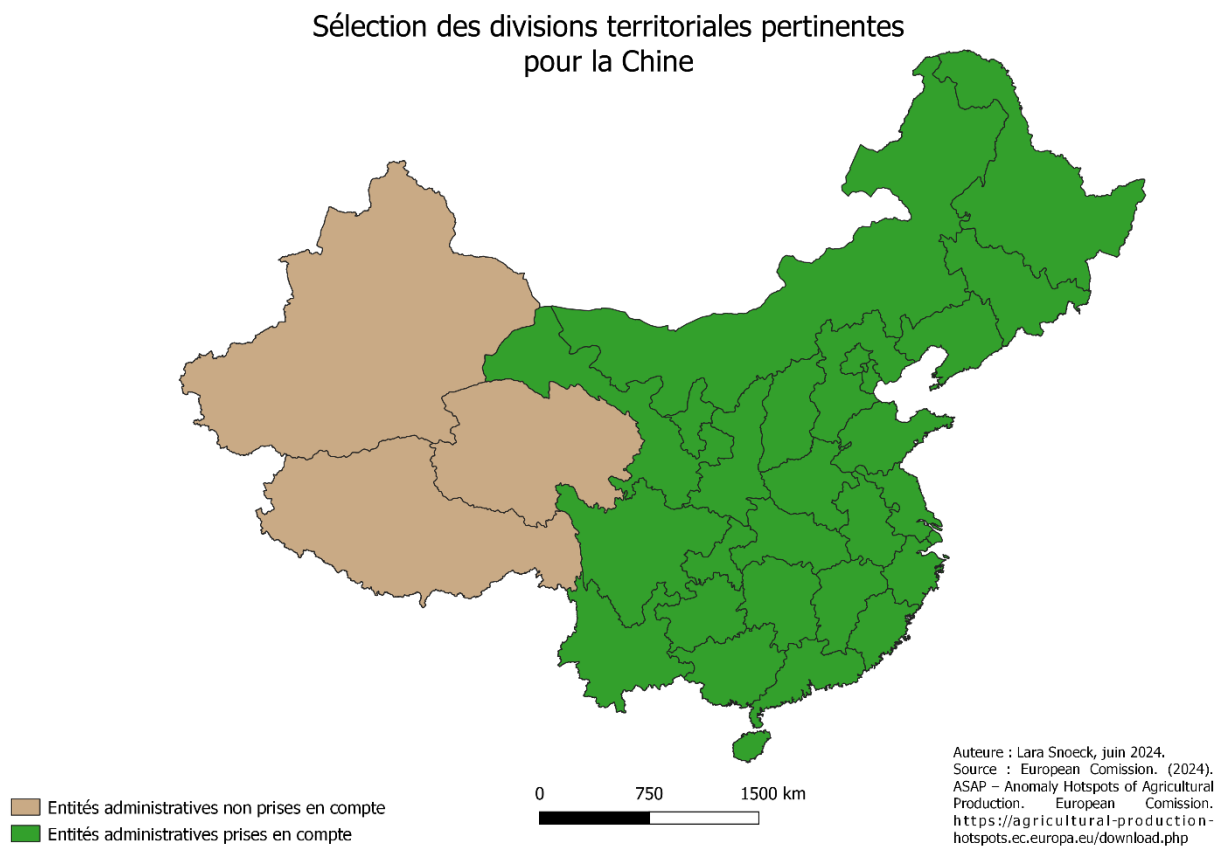 Sélection des divisions territoriales pertinentes
pour la Chine
Entités administratives non prises en compte
Entités administratives prises en compte
0 750 1500 km
Auteure : Lara Snoeck, juin 2024.
Source : European Comission. (2024).
ASAP – Anomaly Hotspots of Agricultural
Production. European Comission.
https://agricultural-production-
hotspots.ec.europa.eu/download.php